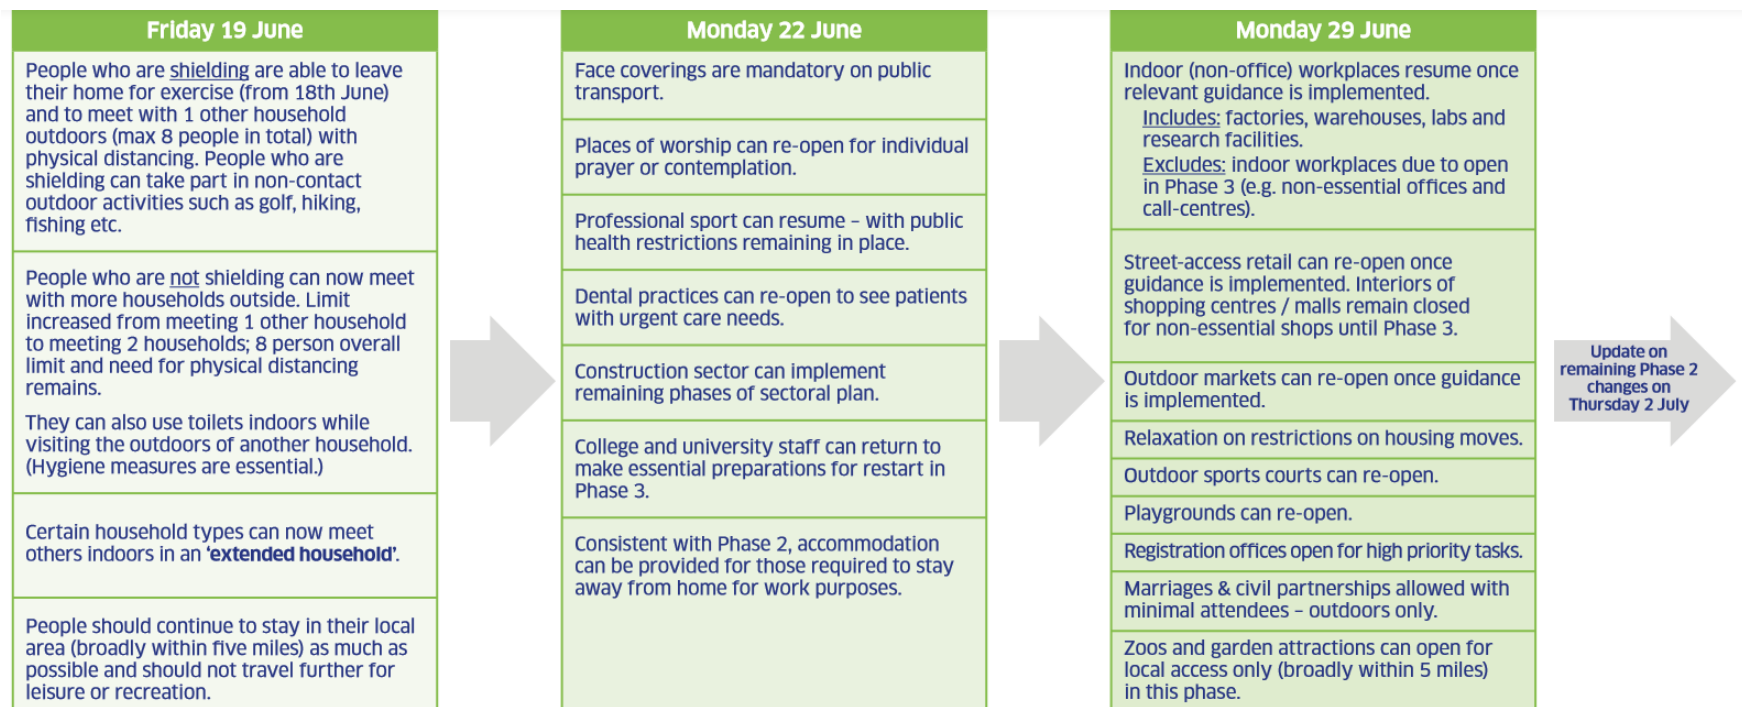 Friday 19 June
People who are shielding are able to leave
their home for exercise (from 18th June)
and to meet with 1 other household
outdoors (max 8 people in total) with
physical distancing. People who are
shielding can take part in non-contact
outdoor activities such as golf, hiking,
fishing etc.
People who are not shielding can now meet
with more households outside. Limit
increased from meeting 1 other household
to meeting 2 households; 8 person overall
limit and need for physical distancing
remains.
They can also use toilets indoors while
visiting the outdoors of another household.
(Hygiene measures are essential.)
Certain household types can now meet
others indoors in an ‘extended household’.
People should continue to stay in their local
area (broadly within five miles) as much as
possible and should not travel further for
leisure or recreation.
Monday 22 June
Face coverings are mandatory on public
transport.
Places of worship can re-open for individual
prayer or contemplation.
Professional sport can resume – with public
health restrictions remaining in place.
Dental practices can re-open to see patients
with urgent care needs.
Construction sector can implement
remaining phases of sectoral plan.
College and university staff can return to
make essential preparations for restart in
Phase 3.
Consistent with Phase 2, accommodation
can be provided for those required to stay
away from home for work purposes.
Monday 29 June
Indoor (non-office) workplaces resume once
relevant guidance is implemented.
Includes: factories, warehouses, labs and
research facilities.
Excludes: indoor workplaces due to open
in Phase 3 (e.g. non-essential offices and
call-centres).
Street-access retail can re-open once
guidance is implemented. Interiors of
shopping centres / malls remain closed
for non-essential shops until Phase 3.
Outdoor markets can re-open once guidance
is implemented.
Relaxation on restrictions on housing moves.
Outdoor sports courts can re-open.
Playgrounds can re-open.
Registration offices open for high priority tasks.
Marriages & civil partnerships allowed with
minimal attendees – outdoors only.
Zoos and garden attractions can open for
local access only (broadly within 5 miles)
in this phase.
Update on
remaining Phase 2
changes on
Thursday 2 July